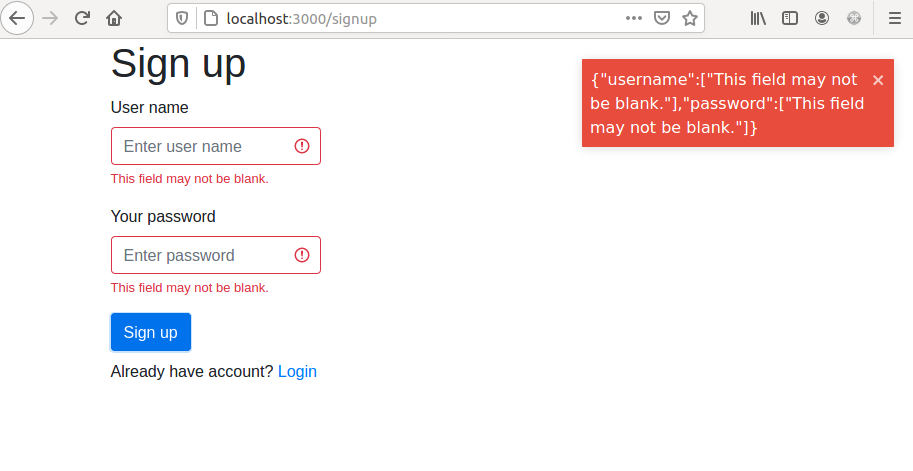 localhost:3000/signup
Sign up
{"username":["This field may not
be blank."],"password":["This field
may not be blank."]}
User name
Enter user name
This field may not be blank.
Your password
Enter password
This field may not be blank.
Sign up
Already have account? Login